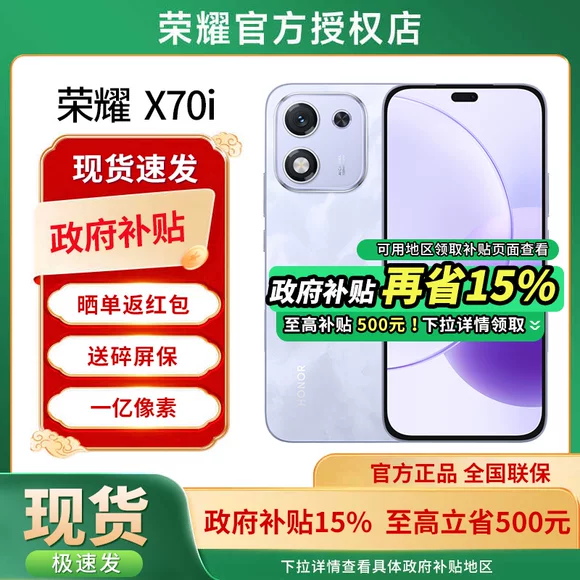 荣耀官方授权店
荣耀 X70i
现货速发
政府补贴
晒单返红包
送碎屏保
一亿像素
HONOR
可用地区领取补贴页面查看
政府补贴 再省15%
至高补贴 500元！下拉详情领取
官方正品 全国联保
现货
极速发
政府补贴15% 至高立省500元
下拉详情查看具体政府补贴地区